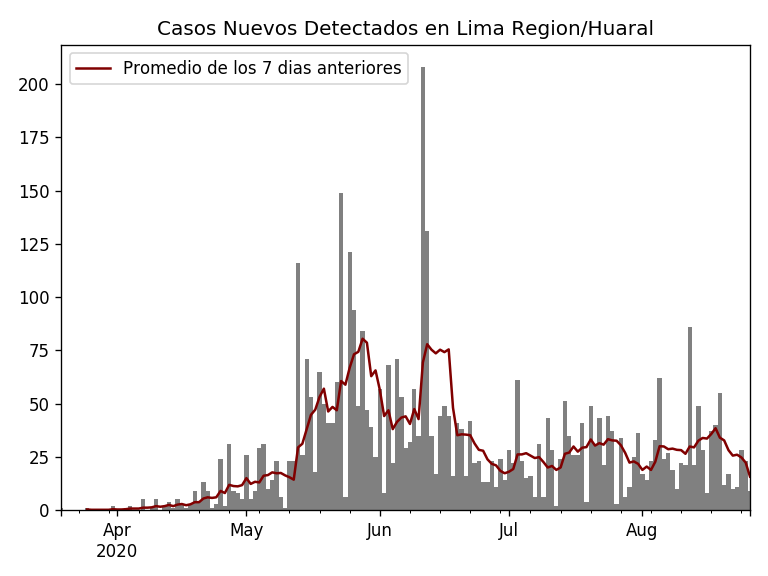 Casos Nuevos Detectados en Lima Region/Huaral
Promedio de los 7 dias anteriores
200
175
150
125
100
75
50
25
0
Apr
2020
May
Jun
Jul
Aug